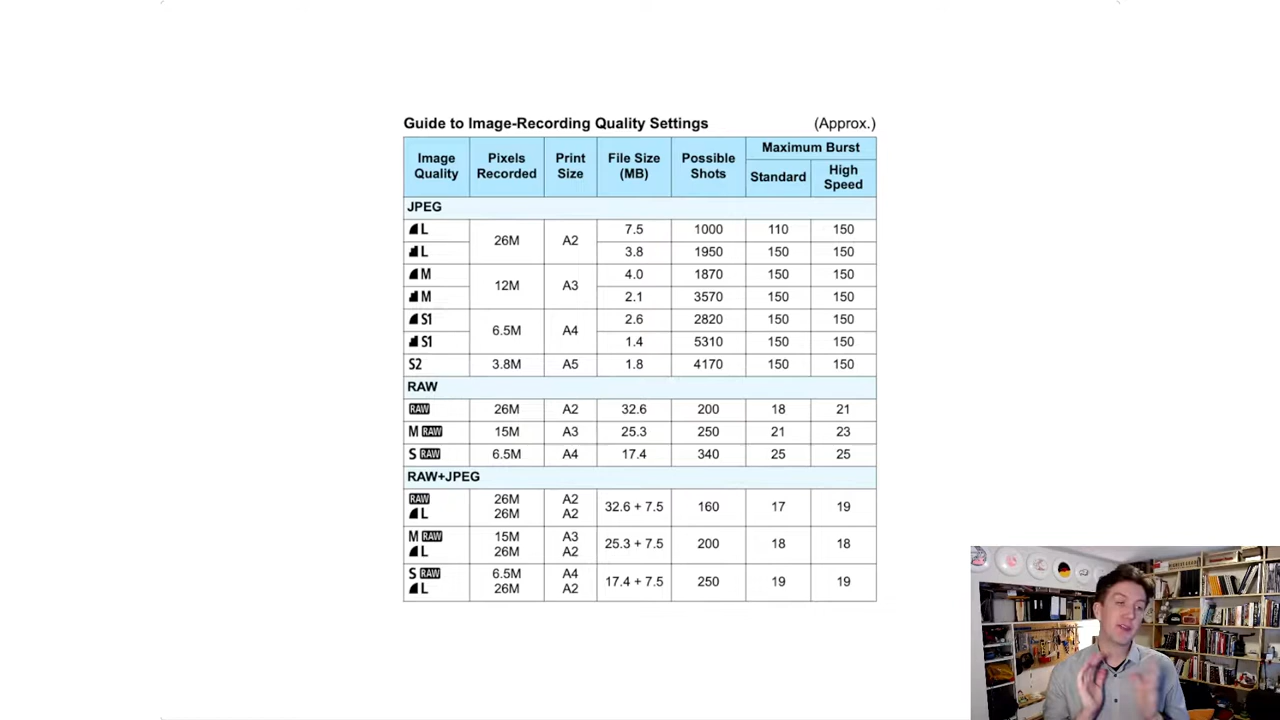 Guide to Image-Recording Quality Settings (Approx.)
Image Quality Pixels Recorded Print Size File Size (MB) Possible Shots Maximum Burst
Standard High Speed
JPEG
L 26M A2 7.5 1000 110 150
L 3.8 1950 150 150
M 12M A3 4.0 1870 150 150
M 2.1 3570 150 150
S1 6.5M A4 2.6 2820 150 150
S1 1.4 5310 150 150
S2 3.8M A5 1.8 4170 150 150
RAW
RAW 26M A2 32.6 200 18 21
M RAW 15M A3 25.3 250 21 23
S RAW 6.5M A4 17.4 340 25 25
RAW+JPEG
RAW 26M A2 32.6 + 7.5 160 17 19
L 26M A2
M RAW 15M A3 25.3 + 7.5 200 18 18
L 26M A2
S RAW 6.5M A4 17.4 + 7.5 250 19 19
L 26M A2